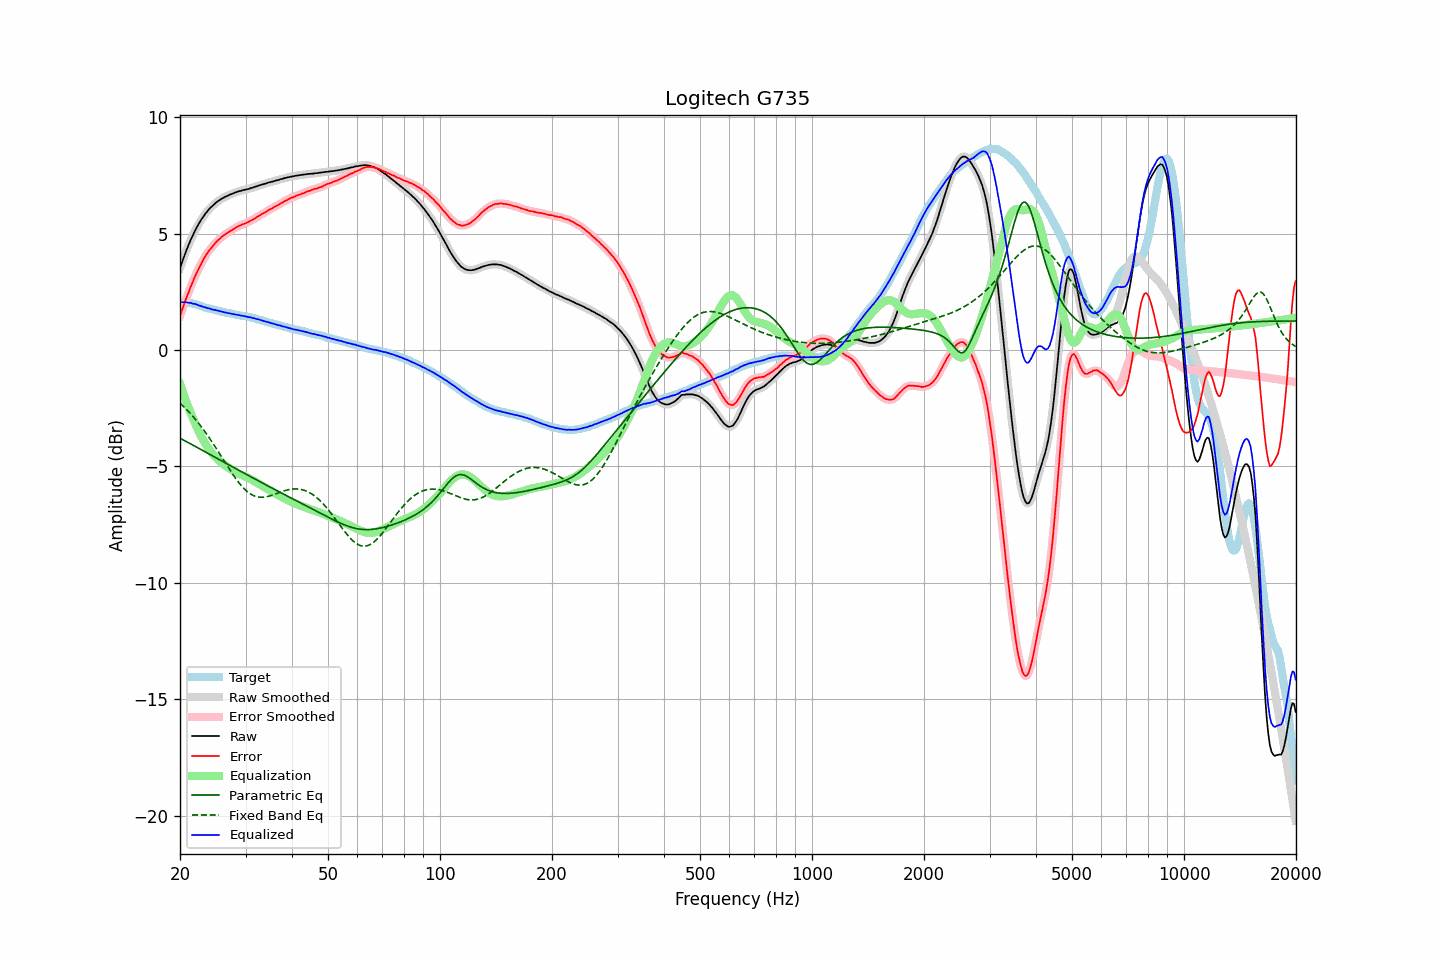 Logitech G735
10
5
0
−5
−10
−15
−20
Amplitude (dBr)
Target
Raw Smoothed
Error Smoothed
Raw
Error
Equalization
Parametric Eq
Fixed Band Eq
Equalized
20 50 100 200 500 1000 2000 5000 10000 20000
Frequency (Hz)